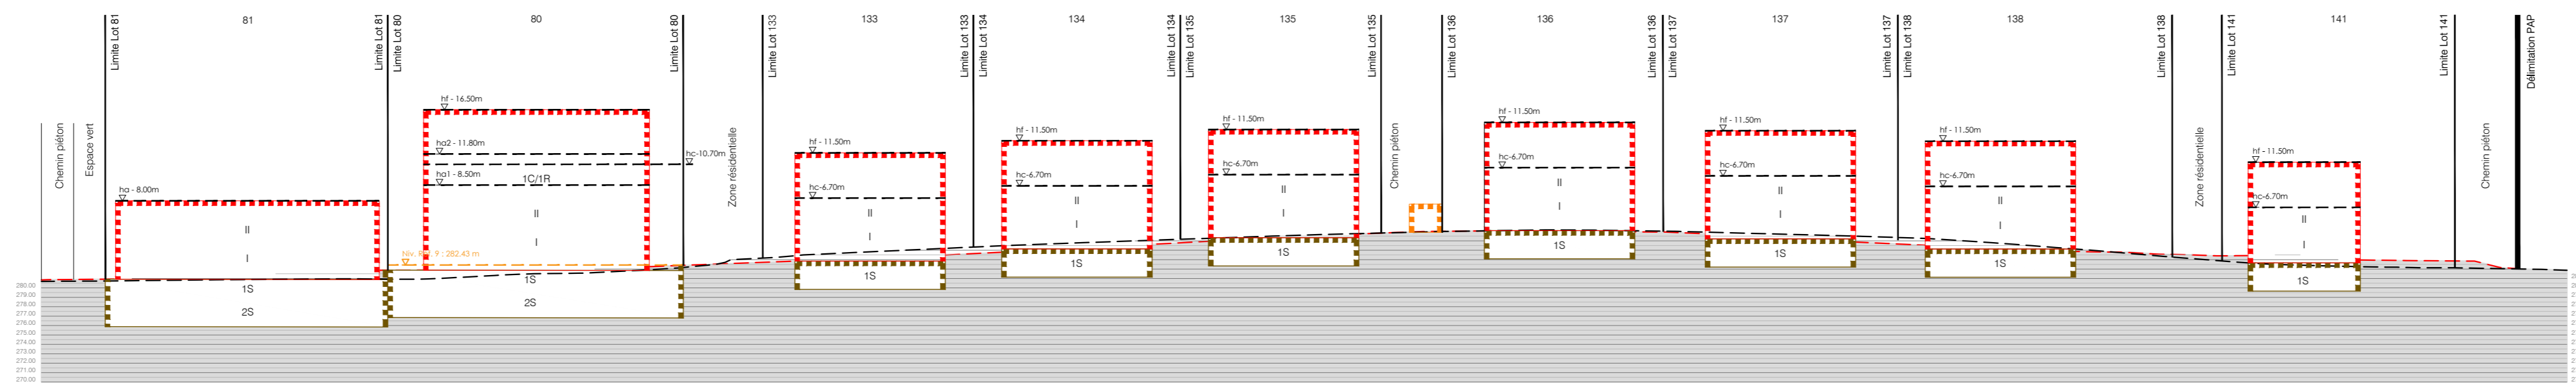 81
80
133
134
135
136
137
138
141
Limite Lot 81
Limite Lot 81
Limite Lot 80
Limite Lot 80
Limite Lot 133
Limite Lot 133
Limite Lot 134
Limite Lot 134
Limite Lot 135
Limite Lot 135
Limite Lot 136
Limite Lot 136
Limite Lot 137
Limite Lot 137
Limite Lot 138
Limite Lot 138
Limite Lot 141
Limite Lot 141
Délimitation PAP
Chemin piéton
Espace vert
ha - 8.00m
II
I
1S
2S
hf - 16.50m
ha2 - 11.80m
hc-10.70m
1C/1R
ha1 - 8.50m
II
I
: 282.43 m
1S
2S
Zone résidentielle
hf - 11.50m
hc-6.70m
II
I
1S
hf - 11.50m
hc-6.70m
II
I
1S
hf - 11.50m
hc-6.70m
II
I
1S
Chemin piéton
hf - 11.50m
hc-6.70m
II
I
1S
hf - 11.50m
hc-6.70m
II
I
1S
hf - 11.50m
hc-6.70m
II
I
1S
Zone résidentielle
hf - 11.50m
hc-6.70m
II
I
1S
Chemin piéton
280.00
279.00
278.00
277.00
276.00
275.00
274.00
273.00
272.00
271.00
270.00